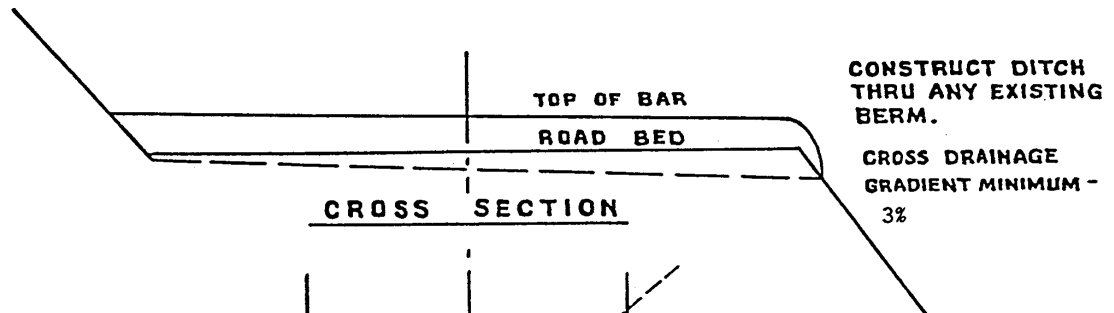 TOP OF BAR
ROAD BED
CROSS SECTION
CONSTRUCT DITCH
THRU ANY EXISTING
BERM.
CROSS DRAINAGE
GRADIENT MINIMUM -
3%